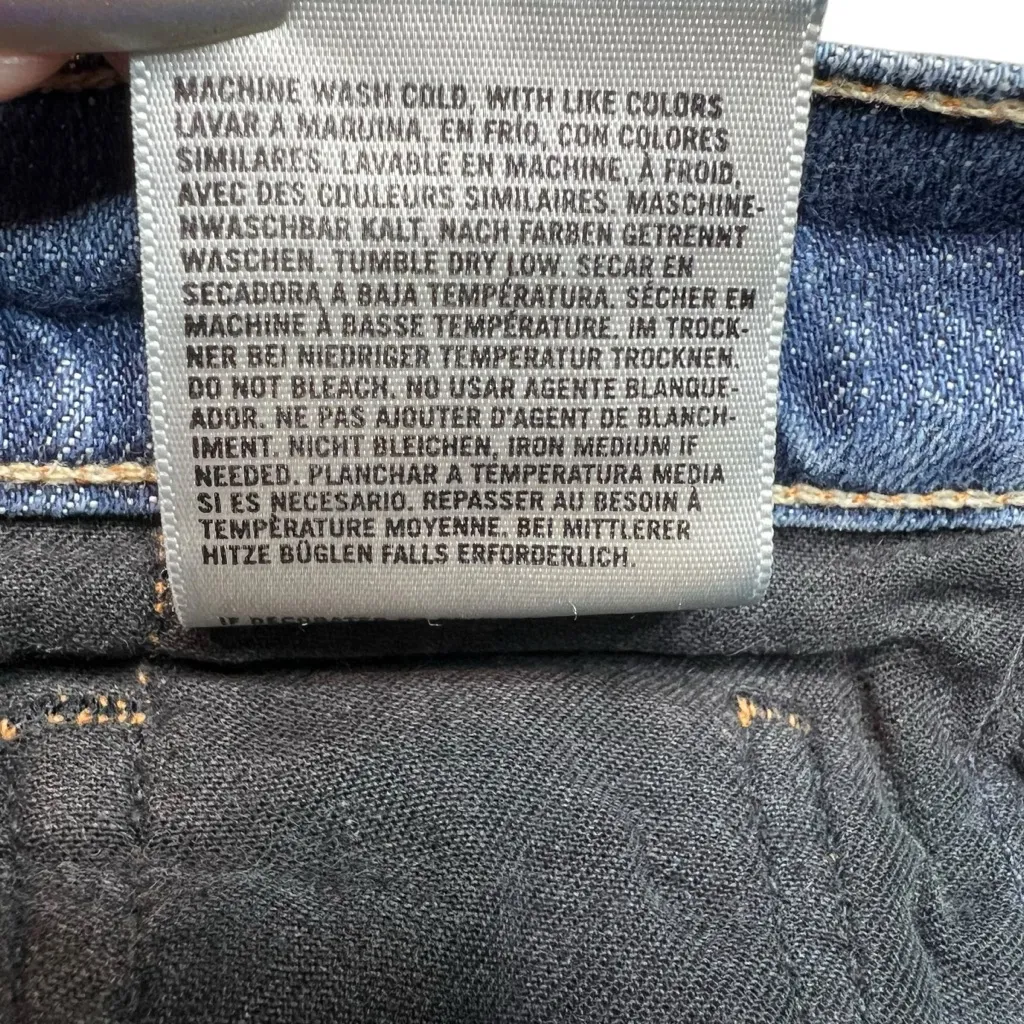 MACHINE WASH COLD, WITH LIKE COLORS
LAVAR A MAQUINA, EN FRÍO, CON COLORES
SIMILARES. LAVABLE EN MACHINE, À FROID,
AVEC DES COULEURS SIMILAIRES. MASCHINE-
NWASCHBAR KALT, NACH FARBEN GETRENNT
WASCHEN. TUMBLE DRY LOW. SECAR EN
SECADORA A BAJA TEMPERATURA. SÉCHER EN
MACHINE À BASSE TEMPÉRATURE. IM TROCK-
NER BEI NIEDRIGER TEMPERATUR TROCKNEN.
DO NOT BLEACH. NO USAR AGENTE BLANQUE-
ADOR. NE PAS AJOUTER D'AGENT DE BLANCH-
IMENT. NICHT BLEICHEN, IRON MEDIUM IF
NEEDED. PLANCHAR A TEMPERATURA MEDIA
SI ES NECESARIO. REPASSER AU BESOIN À
TEMPÈRATURE MOYENNE. BEI MITTLERER
HITZE BÜGLEN FALLS ERFORDERLICH.